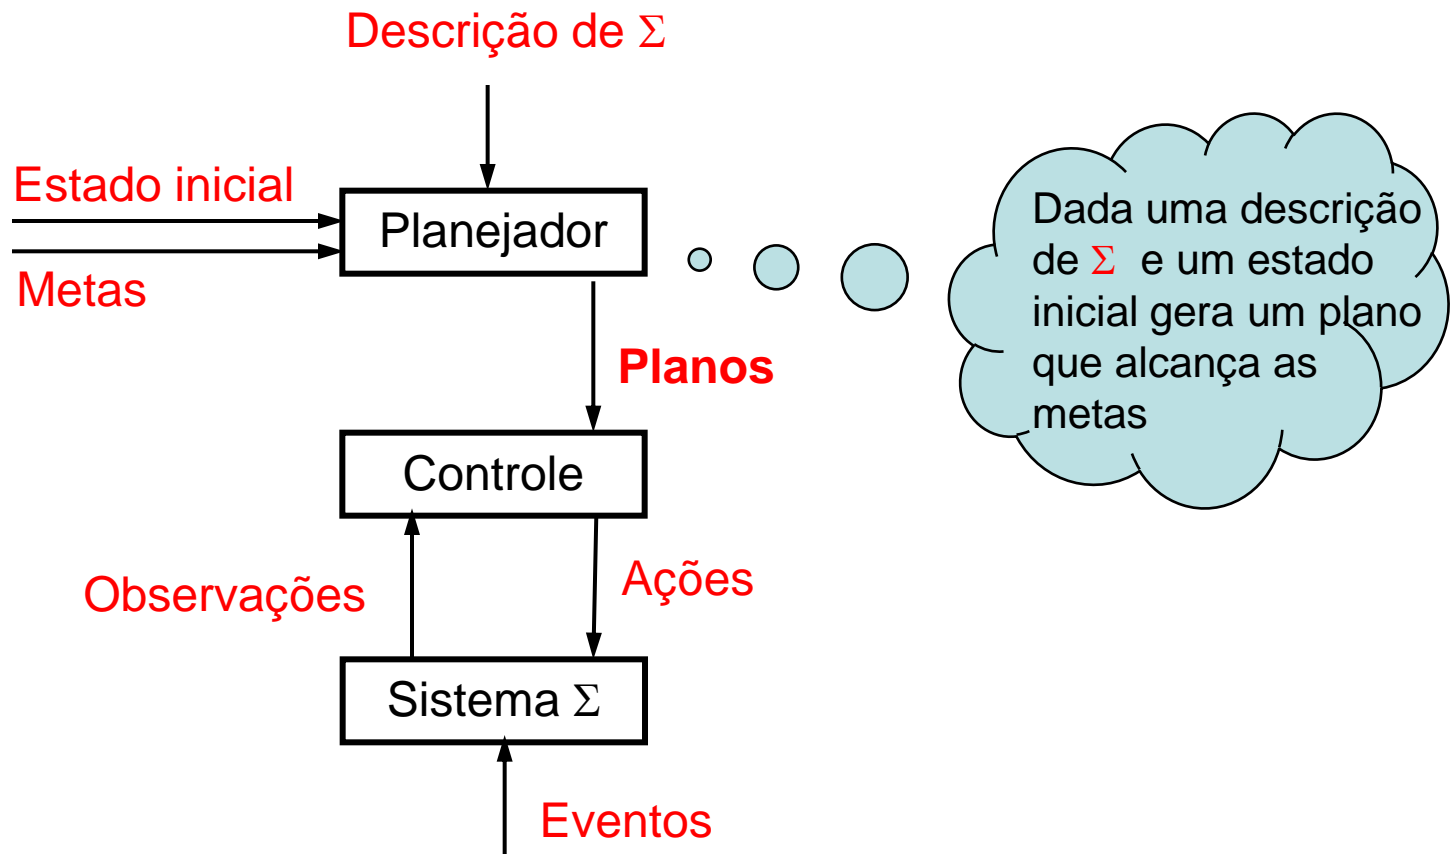 Descrição de Σ
Estado inicial
Metas
Planejador
Dada uma descrição
de Σ e um estado
inicial gera um plano
que alcança as
metas
Planos
Controle
Observações
Ações
Sistema Σ
Eventos